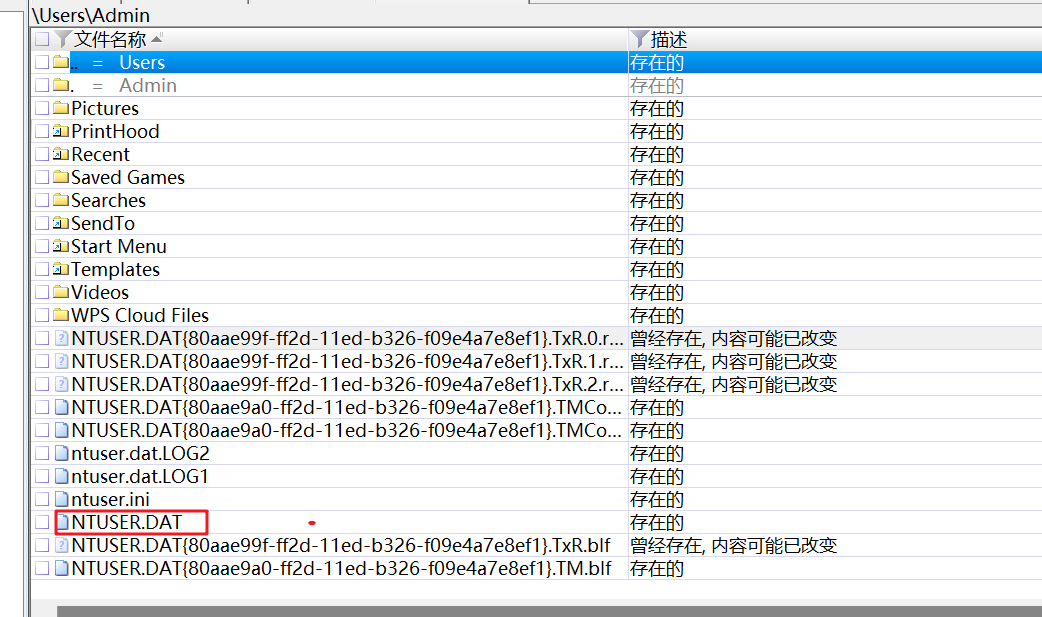 \Users\Admin
文件名称 描述
.. = Users 存在的
. = Admin 存在的
Pictures 存在的
PrintHood 存在的
Recent 存在的
Saved Games 存在的
Searches 存在的
SendTo 存在的
Start Menu 存在的
Templates 存在的
Videos 存在的
WPS Cloud Files 存在的
NTUSER.DAT{80aae99f-ff2d-11ed-b326-f09e4a7e8ef1}.TxR.0.r... 曾经存在, 内容可能已改变
NTUSER.DAT{80aae99f-ff2d-11ed-b326-f09e4a7e8ef1}.TxR.1.r... 曾经存在, 内容可能已改变
NTUSER.DAT{80aae99f-ff2d-11ed-b326-f09e4a7e8ef1}.TxR.2.r... 曾经存在, 内容可能已改变
NTUSER.DAT{80aae9a0-ff2d-11ed-b326-f09e4a7e8ef1}.TMCo... 存在的
NTUSER.DAT{80aae9a0-ff2d-11ed-b326-f09e4a7e8ef1}.TMCo... 存在的
ntuser.dat.LOG2 存在的
ntuser.dat.LOG1 存在的
ntuser.ini 存在的
NTUSER.DAT 存在的
NTUSER.DAT{80aae99f-ff2d-11ed-b326-f09e4a7e8ef1}.TxR.blf 曾经存在, 内容可能已改变
NTUSER.DAT{80aae9a0-ff2d-11ed-b326-f09e4a7e8ef1}.TM.blf 存在的